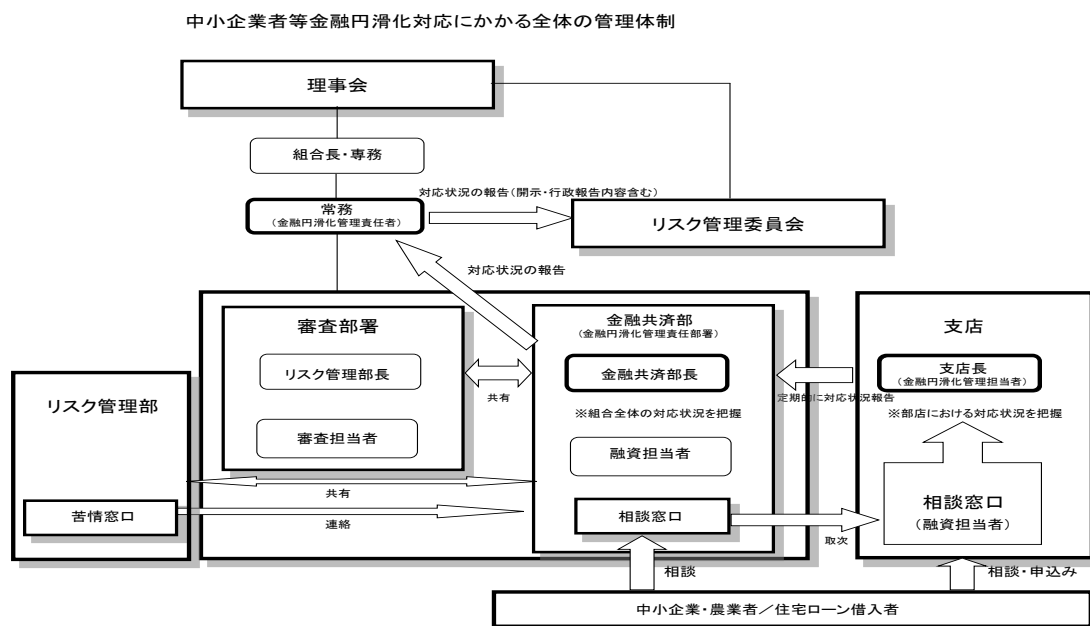 中小企業者等金融円滑化対応にかかる全体の管理体制
理事会
組合長・専務
対応状況の報告(開示・行政報告内容含む)
常務
(金融円滑化管理責任者)
リスク管理委員会
対応状況の報告
審査部署
金融共済部
(金融円滑化管理責任部署)
支店
リスク管理部長
共有
金融共済部長
定期的に対応状況報告
支店長
(金融円滑化管理担当者)
リスク管理部
※組合全体の対応状況を把握
※部店における対応状況を把握
審査担当者
融資担当者
共有
苦情窓口
連絡
相談窓口
取次
相談窓口
(融資担当者)
相談
相談・申込み
中小企業・農業者/住宅ローン借入者